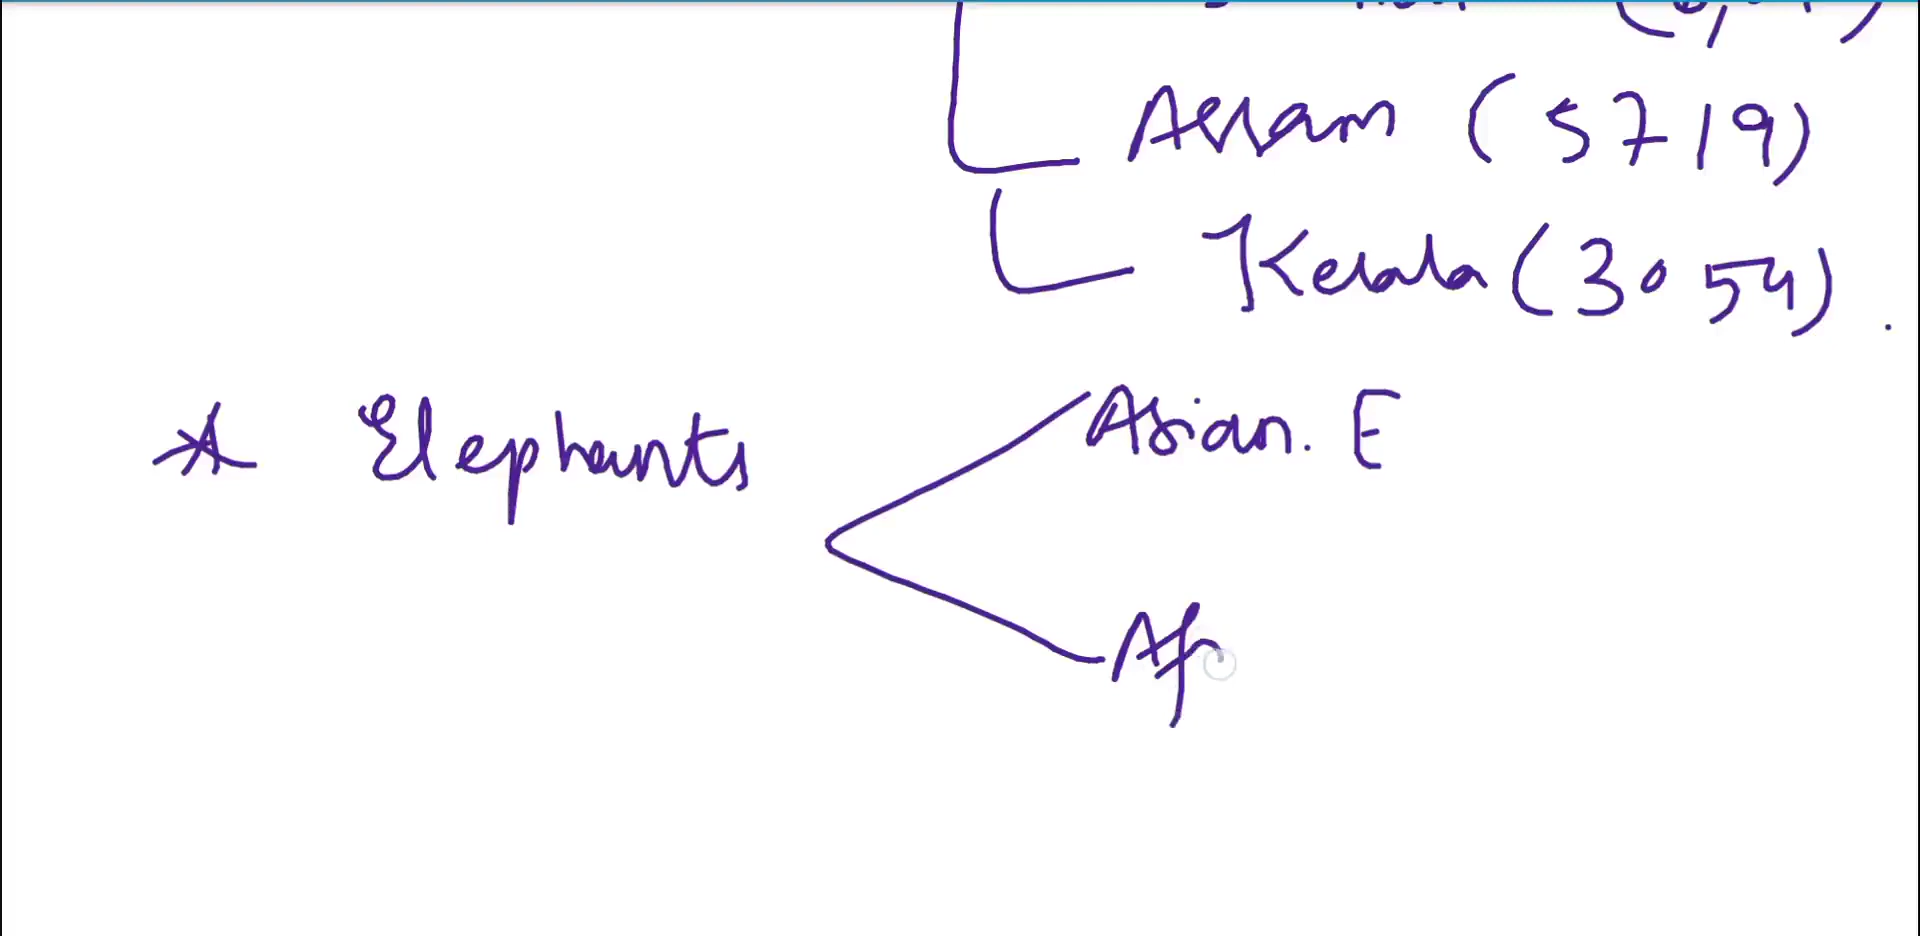 Assam (5719)
Kerala (3054).
* Elephants
Asian. E
Af